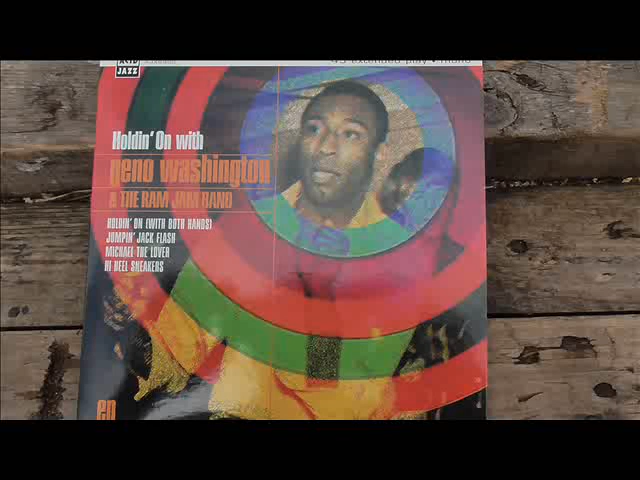 ACID
JAZZ
45 extended play • mono
Holdin' On with
geno washington
& THE RAM JAM BAND
HOLDIN' ON (WITH BOTH HANDS)
JUMPIN' JACK FLASH
MICHAEL THE LOVER
HI HEEL SNEAKERS
ep